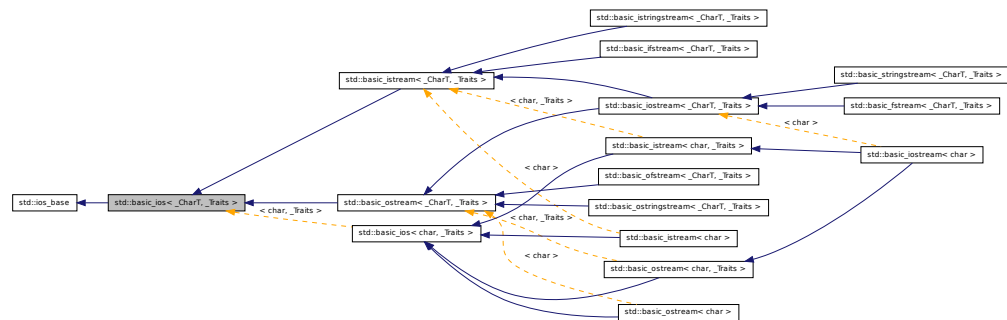 std::basic_istringstream< _CharT, _Traits >
std::basic_ifstream< _CharT, _Traits >
std::basic_istream< _CharT, _Traits >
std::basic_stringstream< _CharT, _Traits >
< char, _Traits >
std::basic_iostream< _CharT, _Traits >
std::basic_fstream< _CharT, _Traits >
< char >
std::basic_istream< char, _Traits >
std::basic_iostream< char >
< char >
std::basic_ofstream< _CharT, _Traits >
std::ios_base
std::basic_ios< _CharT, _Traits >
std::basic_ostream< _CharT, _Traits >
std::basic_ostringstream< _CharT, _Traits >
< char, _Traits >
< char, _Traits >
std::basic_ios< char, _Traits >
std::basic_istream< char >
< char >
std::basic_ostream< char, _Traits >
std::basic_ostream< char >